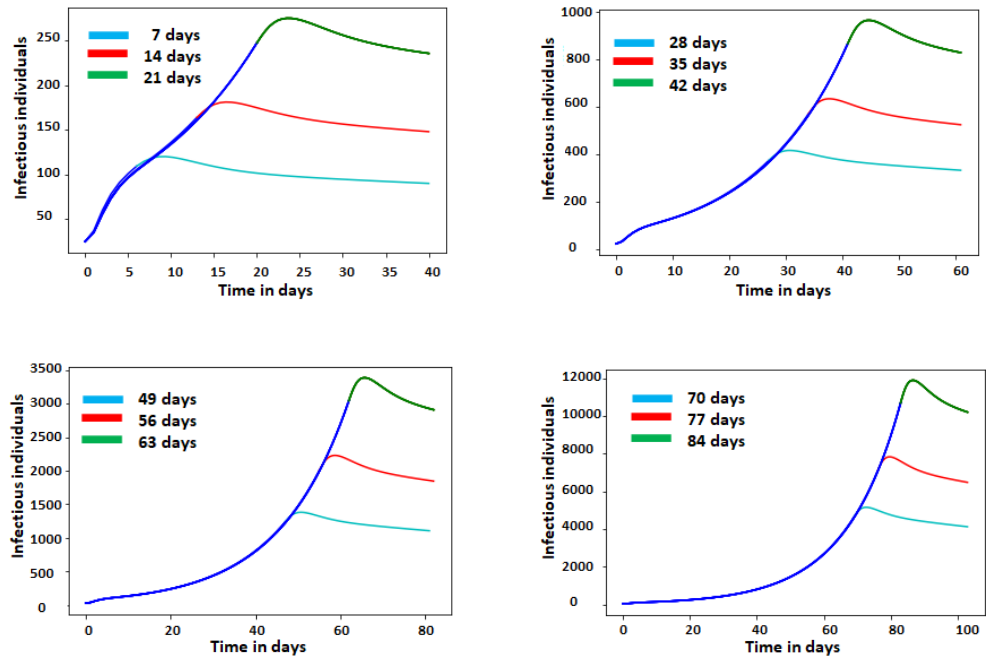 Infectious individuals
250
200
150
100
50
7 days
14 days
21 days
0 5 10 15 20 25 30 35 40
Time in days
Infectious individuals
1000
800
600
400
200
0
28 days
35 days
42 days
0 10 20 30 40 50 60
Time in days
Infectious individuals
3500
3000
2500
2000
1500
1000
500
0
49 days
56 days
63 days
0 20 40 60 80
Time in days
Infectious individuals
12000
10000
8000
6000
4000
2000
0
70 days
77 days
84 days
0 20 40 60 80 100
Time in days